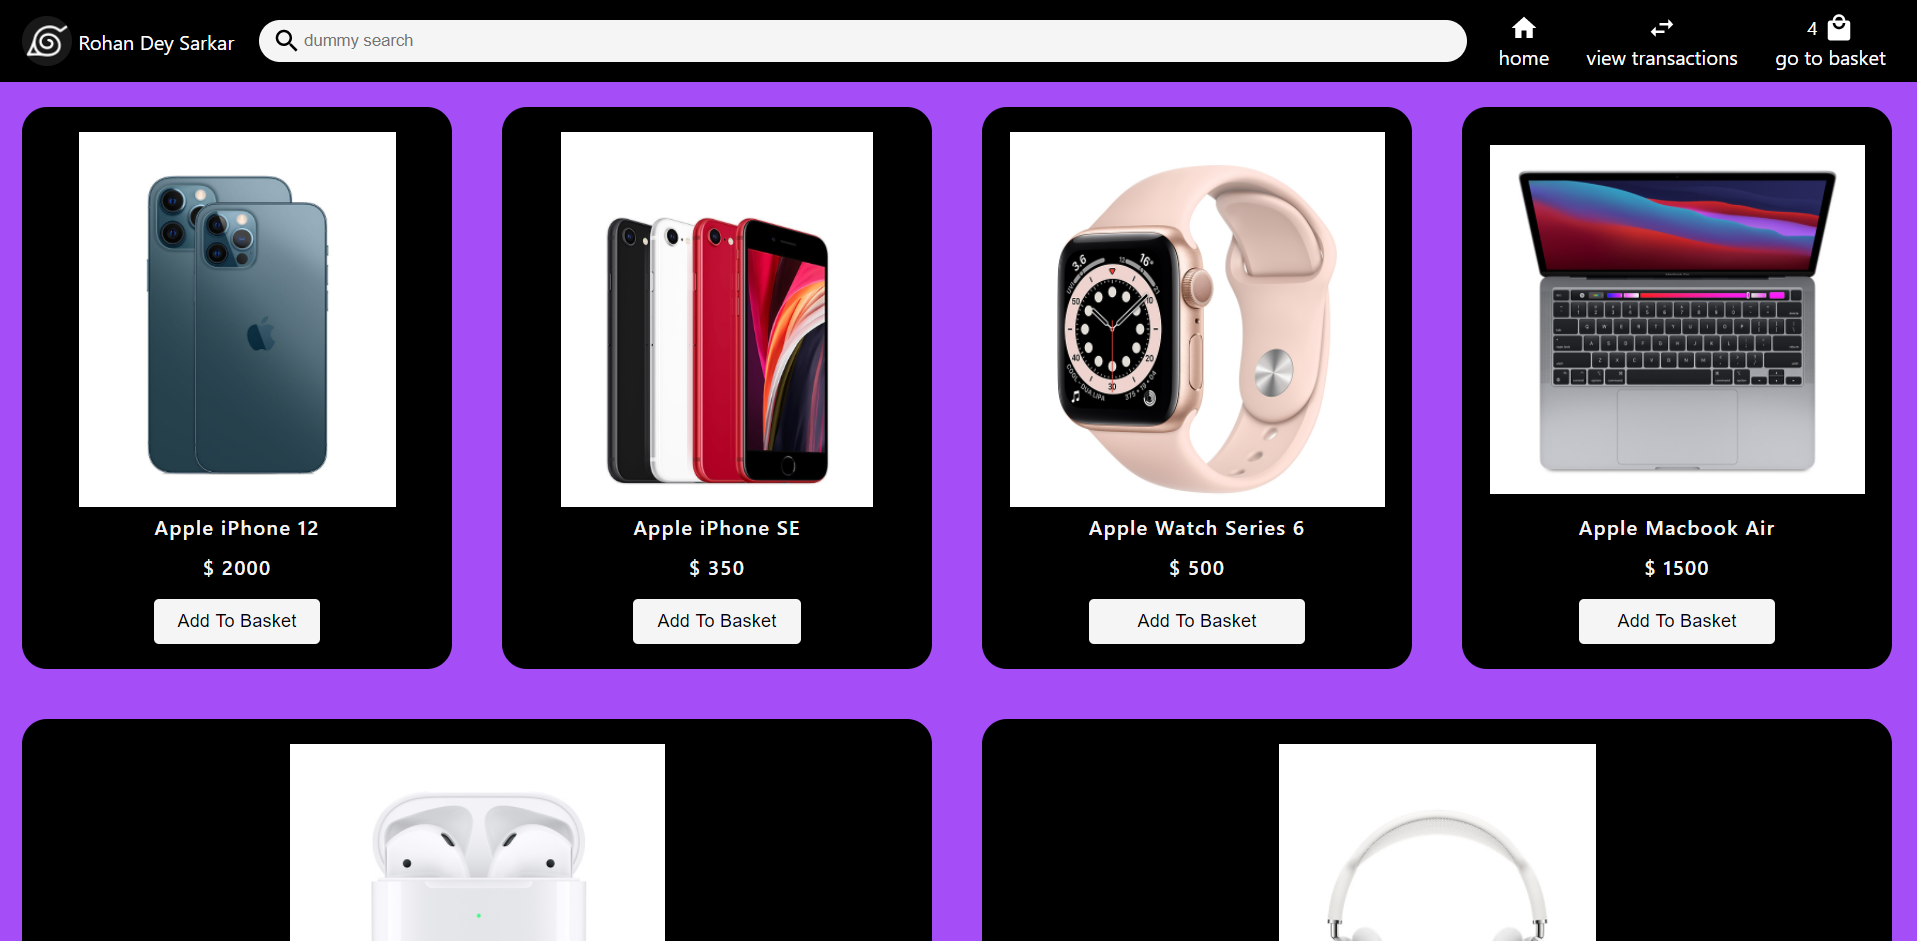 Rohan Dey Sarkar
dummy search
home
view transactions
4
go to basket
Apple iPhone 12
$ 2000
Add To Basket
Apple iPhone SE
$ 350
Add To Basket
Apple Watch Series 6
$ 500
Add To Basket
Apple Macbook Air
$ 1500
Add To Basket